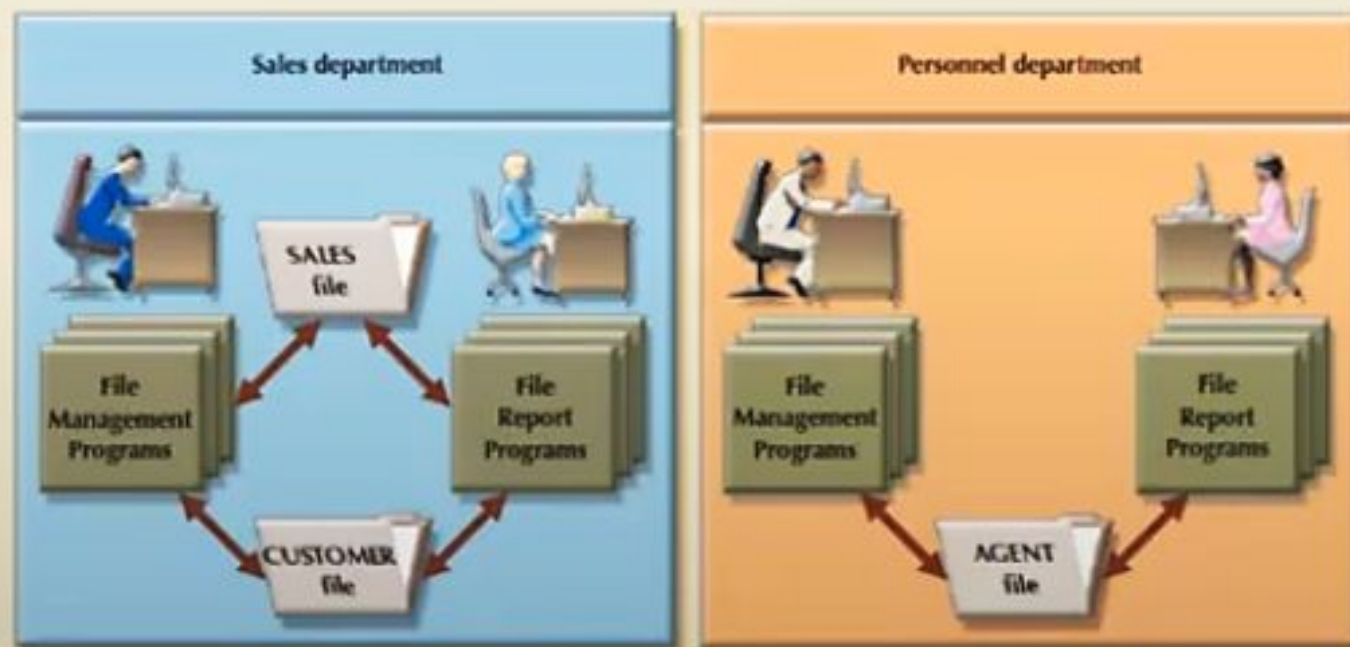 Sales department
SALES
file
File
Management
Programs
File
Report
Programs
CUSTOMER
file
Personnel department
File
Management
Programs
File
Report
Programs
AGENT
file